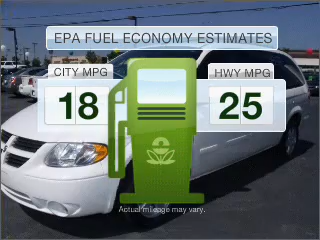 EPA FUEL ECONOMY ESTIMATES
CITY MPG
HWY MPG
18
25
Actual mileage may vary.